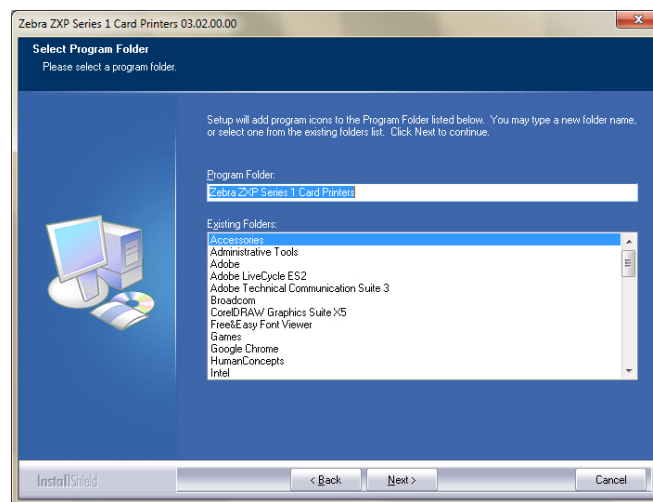 Zebra ZXP Series 1 Card Printers 03.02.00.00
Select Program Folder
Please select a program folder.
Setup will add program icons to the Program Folder listed below. You may type a new folder name,
or select one from the existing folders list. Click Next to continue.
Program Folder:
Zebra ZXP Series 1 Card Printers
Existing Folders:
Accessories
Administrative Tools
Adobe
Adobe LiveCycle ES2
Adobe Technical Communication Suite 3
Broadcom
CorelDRAW Graphics Suite X5
Free&Easy Font Viewer
Games
Google Chrome
HumanConcepts
Intel
InstallShield
< Back
Next >
Cancel